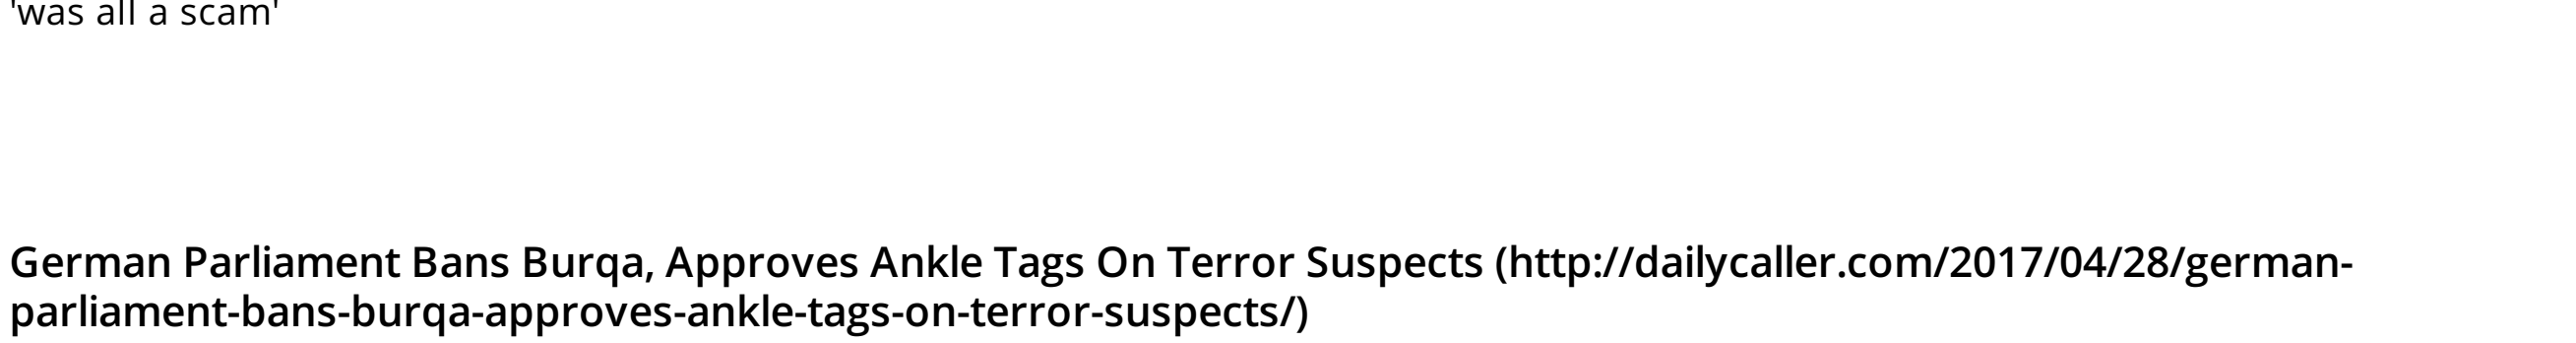 'was all a scam'
German Parliament Bans Burqa, Approves Ankle Tags On Terror Suspects (http://dailycaller.com/2017/04/28/german-
parliament-bans-burqa-approves-ankle-tags-on-terror-suspects/)